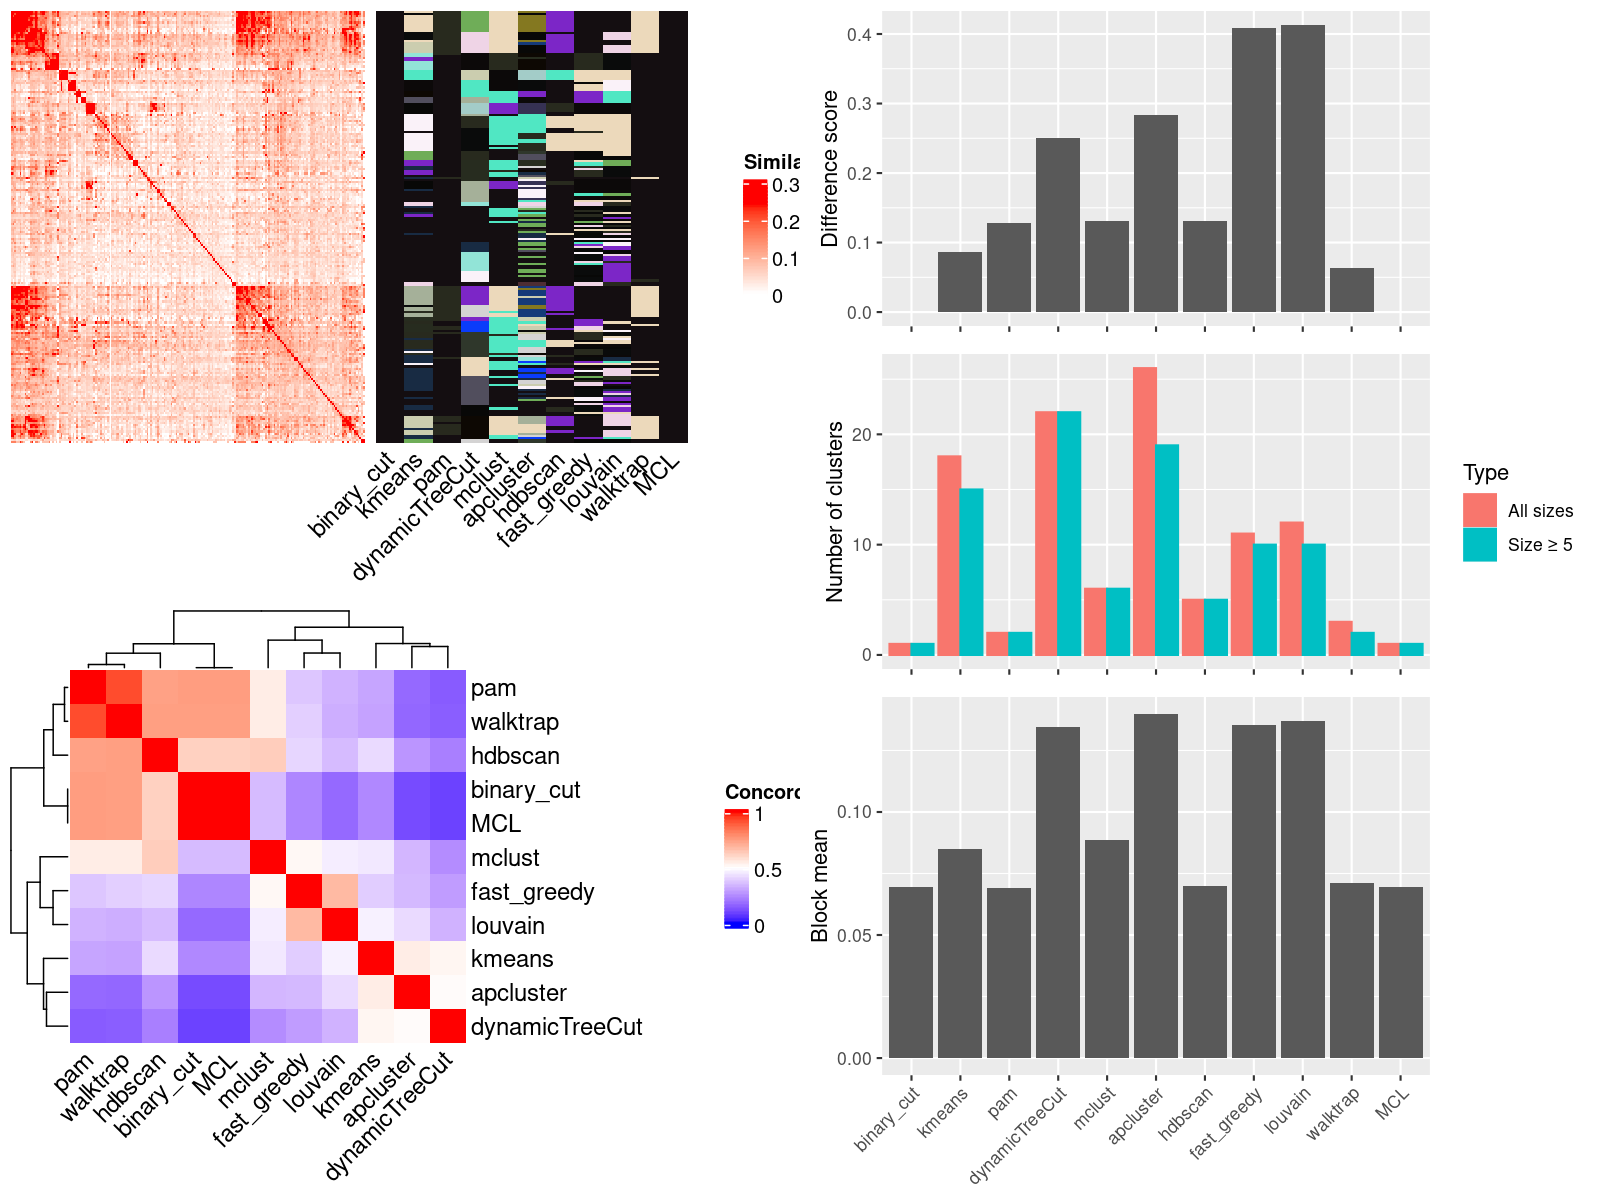 Simila
0.3
0.2
0.1
0
binary_cut
kmeans
pam
dynamicTreeCut
mclust
apcluster
hdbscan
fast_greedy
louvain
walktrap
MCL
pam
walktrap
hdbscan
binary_cut
MCL
mclust
fast_greedy
louvain
kmeans
apcluster
dynamicTreeCut
pam
walktrap
hdbscan
binary_cut
MCL
mclust
fast_greedy
louvain
kmeans
apcluster
dynamicTreeCut
Concord
1
0.5
0
Difference score
0.4
0.3
0.2
0.1
0.0
Number of clusters
20
10
0
Type
All sizes
Size ≥ 5
Block mean
0.10
0.05
0.00
binary_cut
kmeans
pam
dynamicTreeCut
mclust
apcluster
hdbscan
fast_greedy
louvain
walktrap
MCL